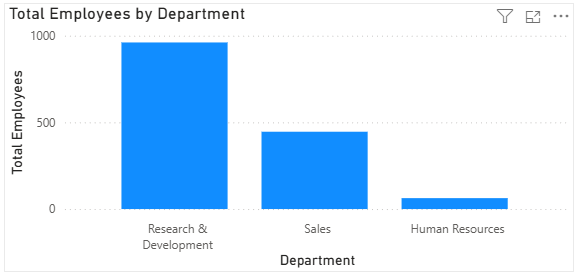 Total Employees by Department
Total Employees
1000
500
0
Research &
Development
Sales
Human Resources
Department